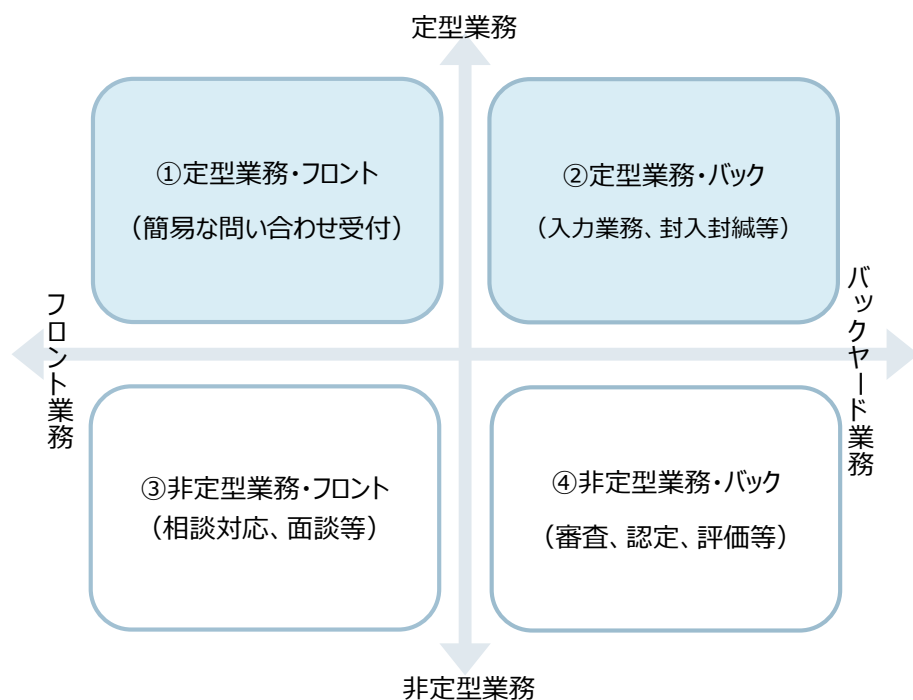 定型業務
①定型業務・フロント
（簡易な問い合わせ受付）
②定型業務・バック
（入力業務、封入封緘等）
フロント業務
バックヤード業務
③非定型業務・フロント
（相談対応、面談等）
④非定型業務・バック
（審査、認定、評価等）
非定型業務